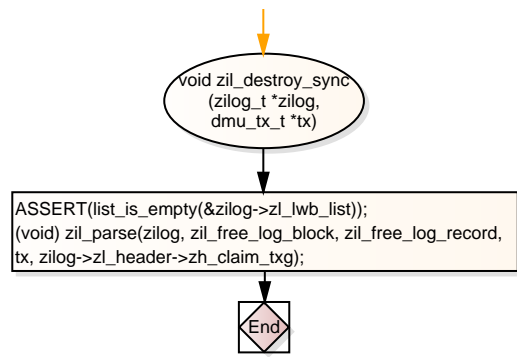 void zil_destroy_sync
(zilog_t *zilog,
dmu_tx_t *tx)
ASSERT(list_is_empty(&zilog->zl_lwb_list));
(void) zil_parse(zilog, zil_free_log_block, zil_free_log_record,
tx, zilog->zl_header->zh_claim_txg);
End